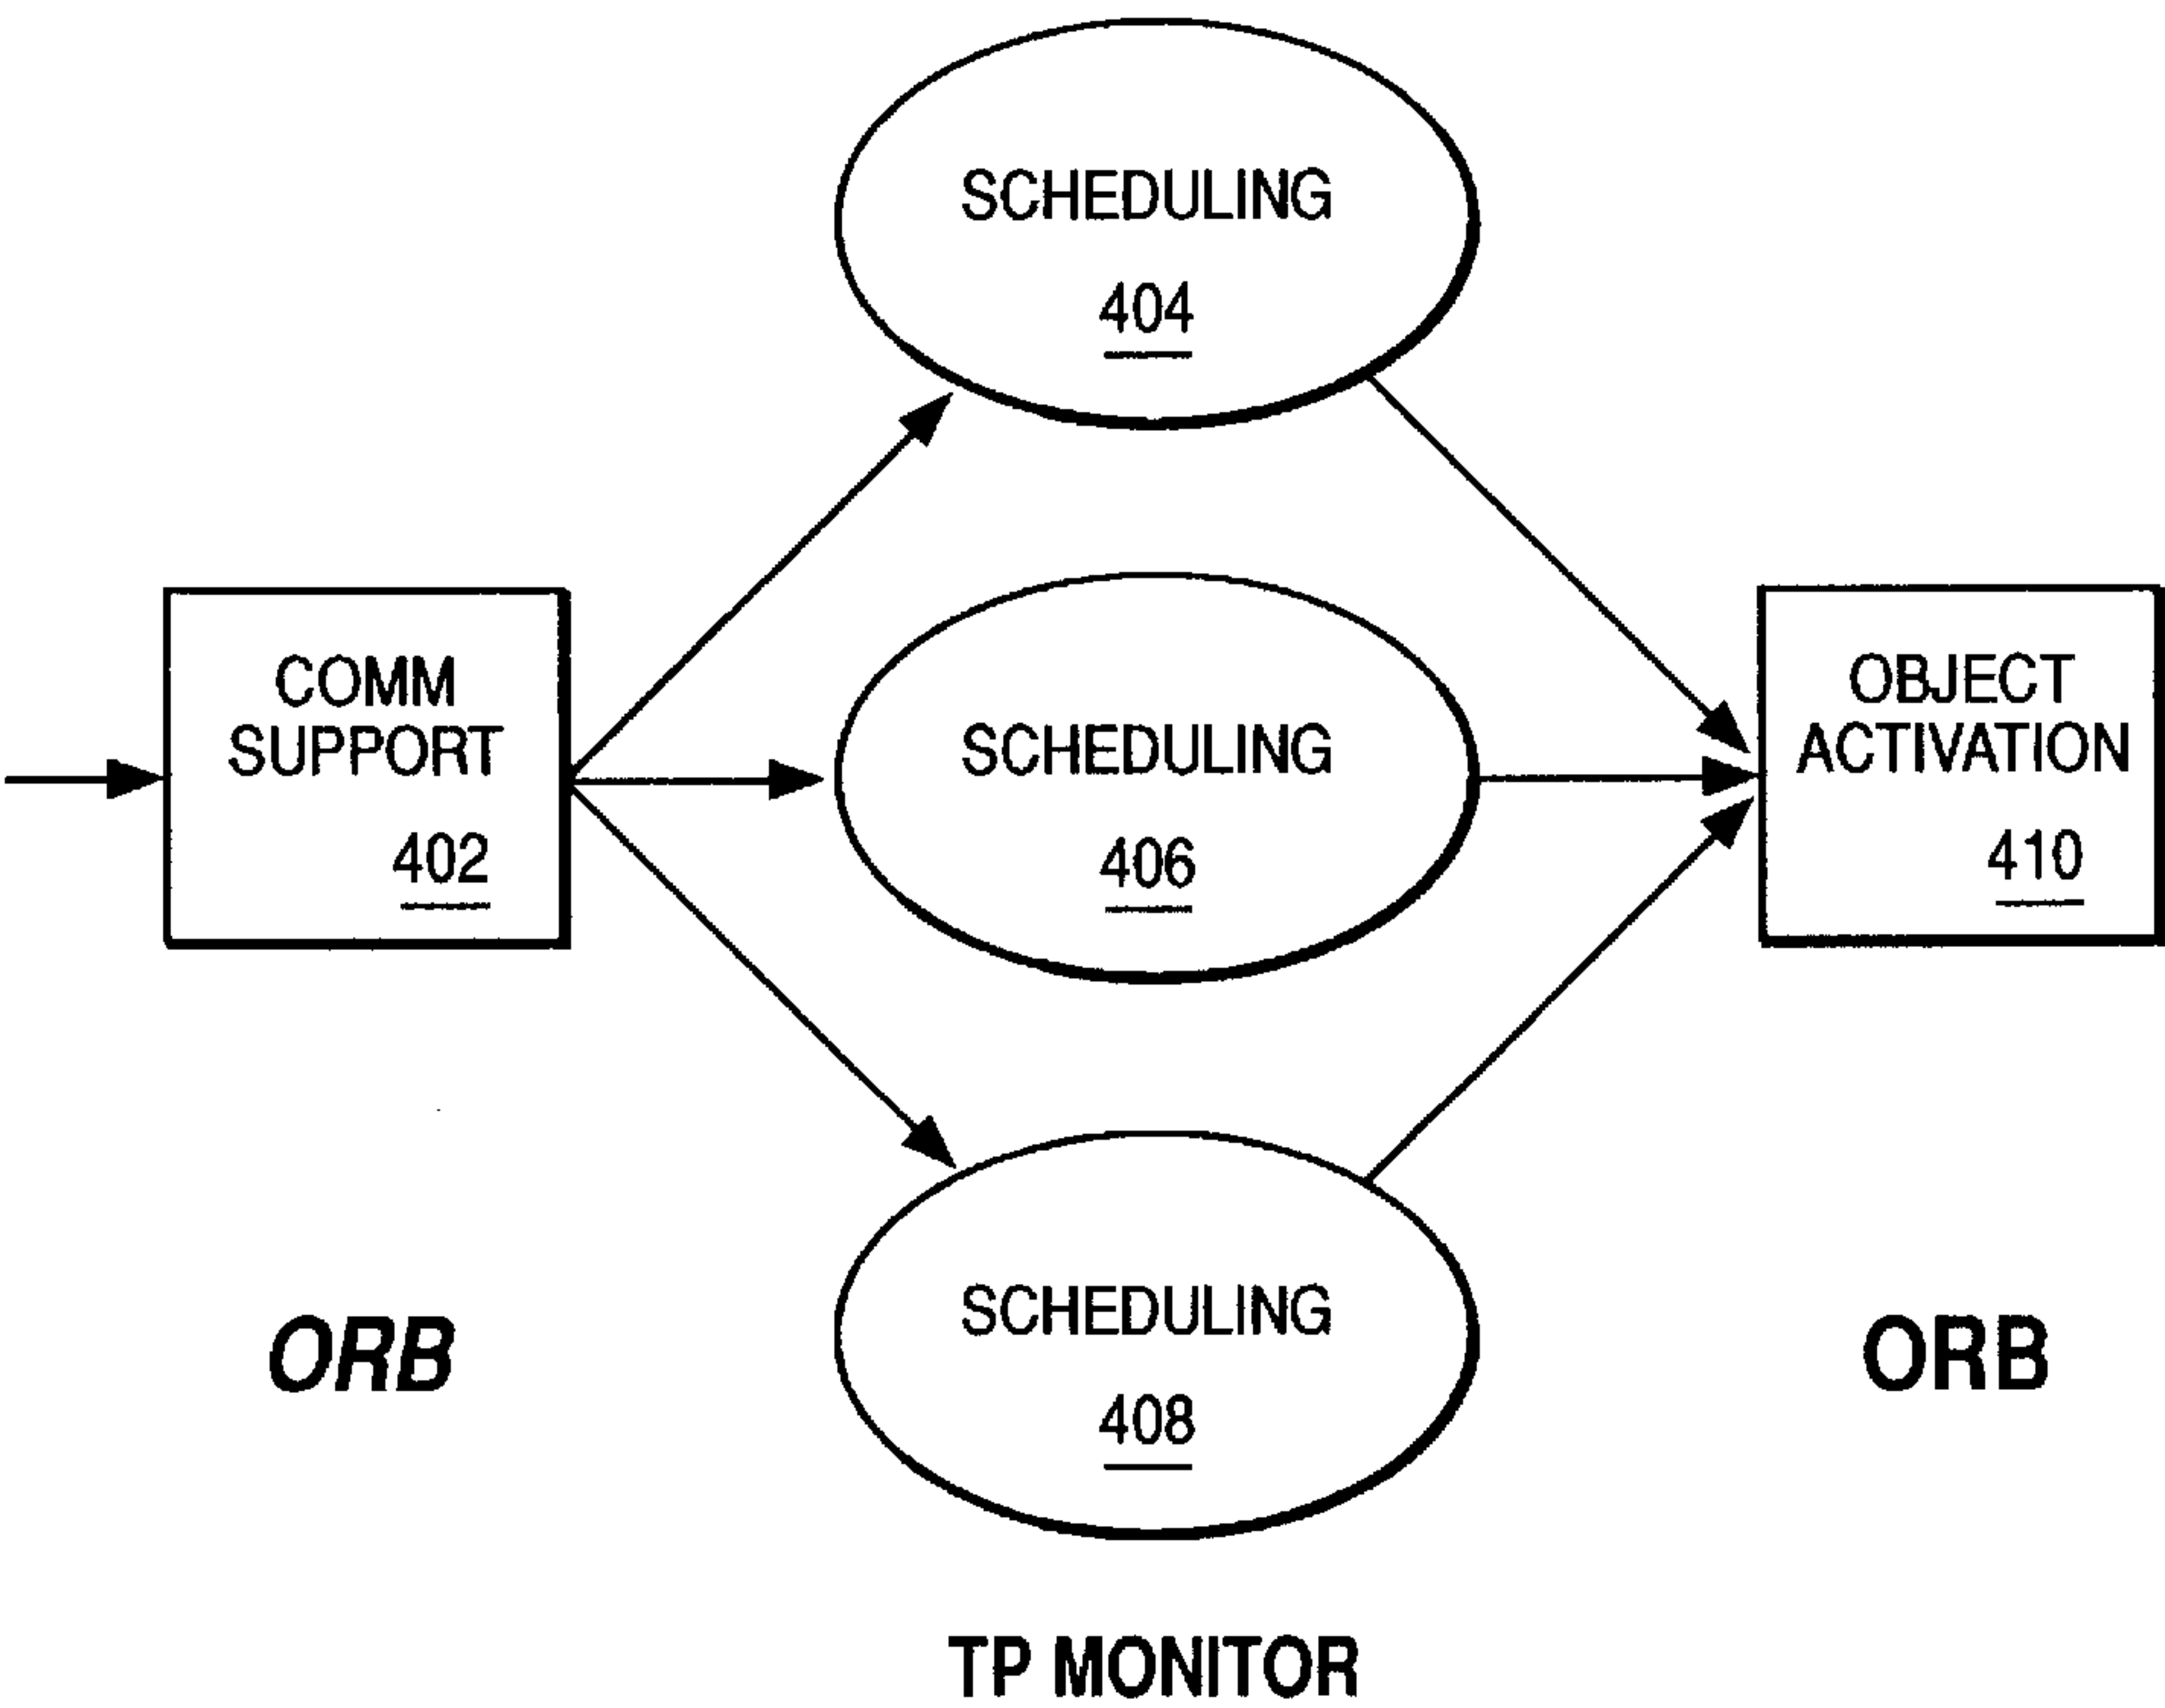 SCHEDULING
404
COMM
SUPPORT
402
SCHEDULING
406
OBJECT
ACTIVATION
410
SCHEDULING
408
ORB
ORB
TP MONITOR